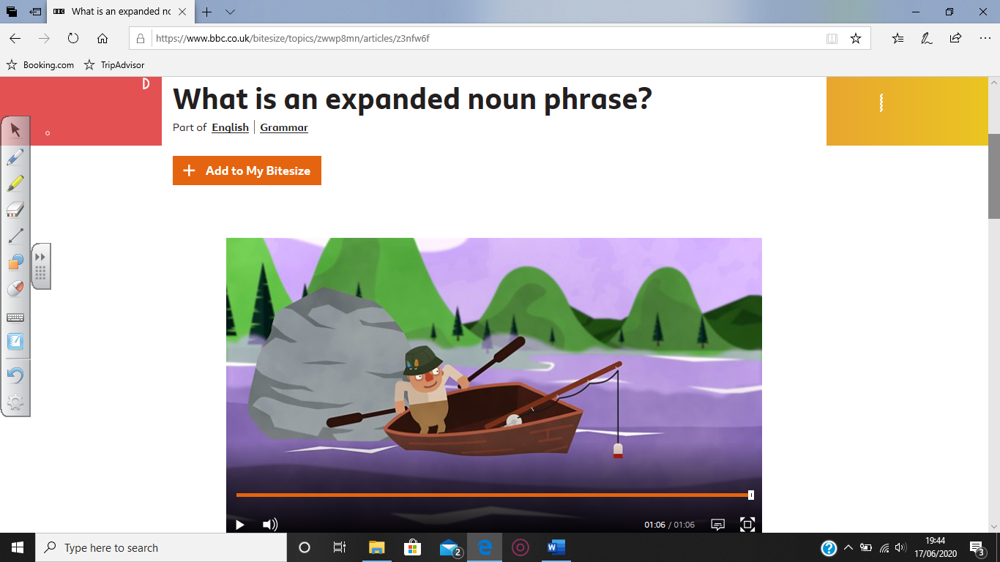 BBC What is an expanded no
https://www.bbc.co.uk/bitesize/topics/zwwp8mn/articles/z3nfw6f
Booking.com TripAdvisor
D
What is an expanded noun phrase?
Part of English Grammar
+ Add to My Bitesize
01:06 / 01:06
Type here to search
2
19:44
17/06/2020
3